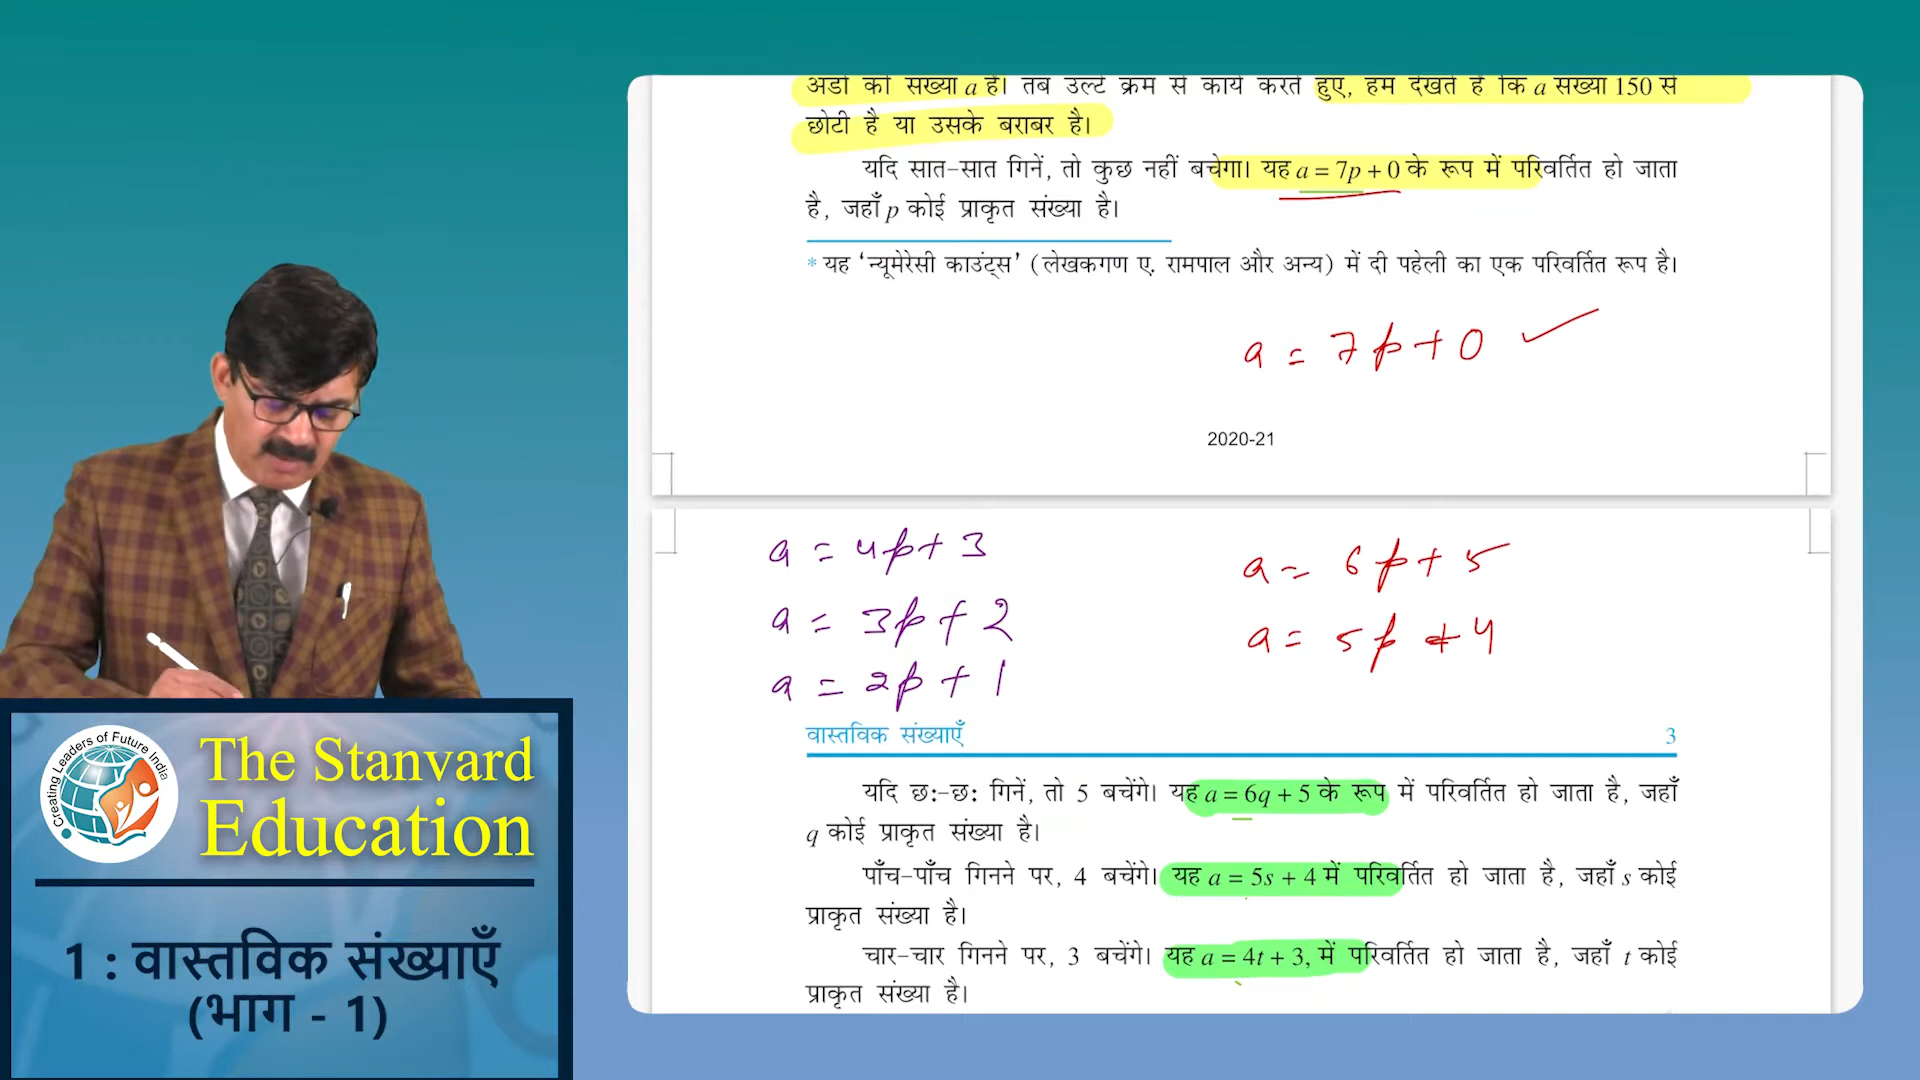 अंडों की संख्या a है। तब उल्टे क्रम से कार्य करते हुए, हम देखते हैं कि a संख्या 150 से
छोटी है या उसके बराबर है।
यदि सात-सात गिनें, तो कुछ नहीं बचेगा। यह a = 7p + 0 के रूप में परिवर्तित हो जाता
है, जहाँ p कोई प्राकृत संख्या है।
* यह ‘न्यूमेरेसी काउंट्स’ (लेखकगण ए. रामपाल और अन्य) में दी पहेली का एक परिवर्तित रूप है।
a = 7p+0 ✓
2020-21
a = 4p+3
a = 3p+2
a = 2p+1
a = 6p+5
a = 5p+4
वास्तविक संख्याएँ 3
यदि छ:-छ: गिनें, तो 5 बचेंगे। यह a = 6q + 5 के रूप में परिवर्तित हो जाता है, जहाँ
q कोई प्राकृत संख्या है।
पाँच-पाँच गिनने पर, 4 बचेंगे। यह a = 5s + 4 में परिवर्तित हो जाता है, जहाँ s कोई
प्राकृत संख्या है।
चार-चार गिनने पर, 3 बचेंगे। यह a = 4t + 3, में परिवर्तित हो जाता है, जहाँ t कोई
प्राकृत संख्या है।
Creating Leaders of Future India
The Stanvard
Education
1 : वास्तविक संख्याएँ
(भाग - 1)